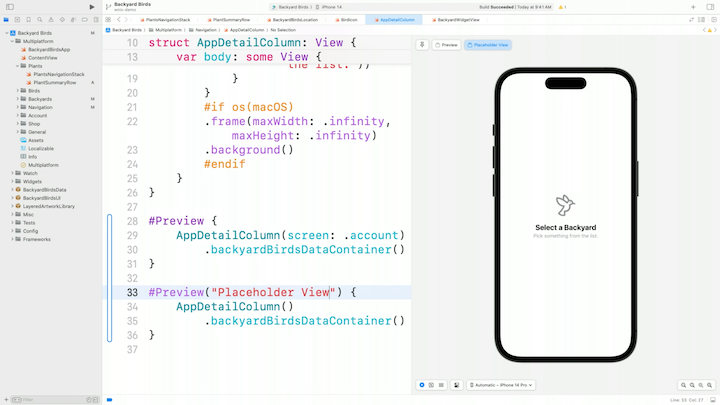 Backyard Birds
Backyard Birds
iPhone 14
Build Succeeded | Today at 9:41 AM
1
PlantsNavigationStack
PlantSummaryRow
BackyardBirdsLocation
BirdIcon
AppDetailColumn
BackyardWidgetView
Backyard Birds
Multiplatform
Navigation
AppDetailColumn
No Selection
Backyard Birds M
Multiplatform
BackyardBirdsApp
ContentView
Plants
PlantsNavigationStack
PlantSummaryRow A
Birds
Backyards M
Navigation M
Account
Shop
General
Assets
Localizable
Info
Multiplatform
Watch
Widgets
BackyardBirdsData
BackyardBirdsUI
LayeredArtworkLibrary
Misc
Tests
Config
Frameworks
Filter
10 struct AppDetailColumn: View {
13 var body: some View {
the list."))
19 }
20 }
21 #if os(macOS)
22 .frame(maxWidth: .infinity,
maxHeight: .infinity)
23 .background()
24 #endif
25 }
26 }
27
28 #Preview {
29 AppDetailColumn(screen: .account)
30 .backyardBirdsDataContainer()
31 }
32
33 #Preview("Placeholder View") {
34 AppDetailColumn()
35 .backyardBirdsDataContainer()
36 }
37
Preview
Placeholder View
Select a Backyard
Pick something from the list.
Automatic – iPhone 14 Pro
Line: 33 Col: 27